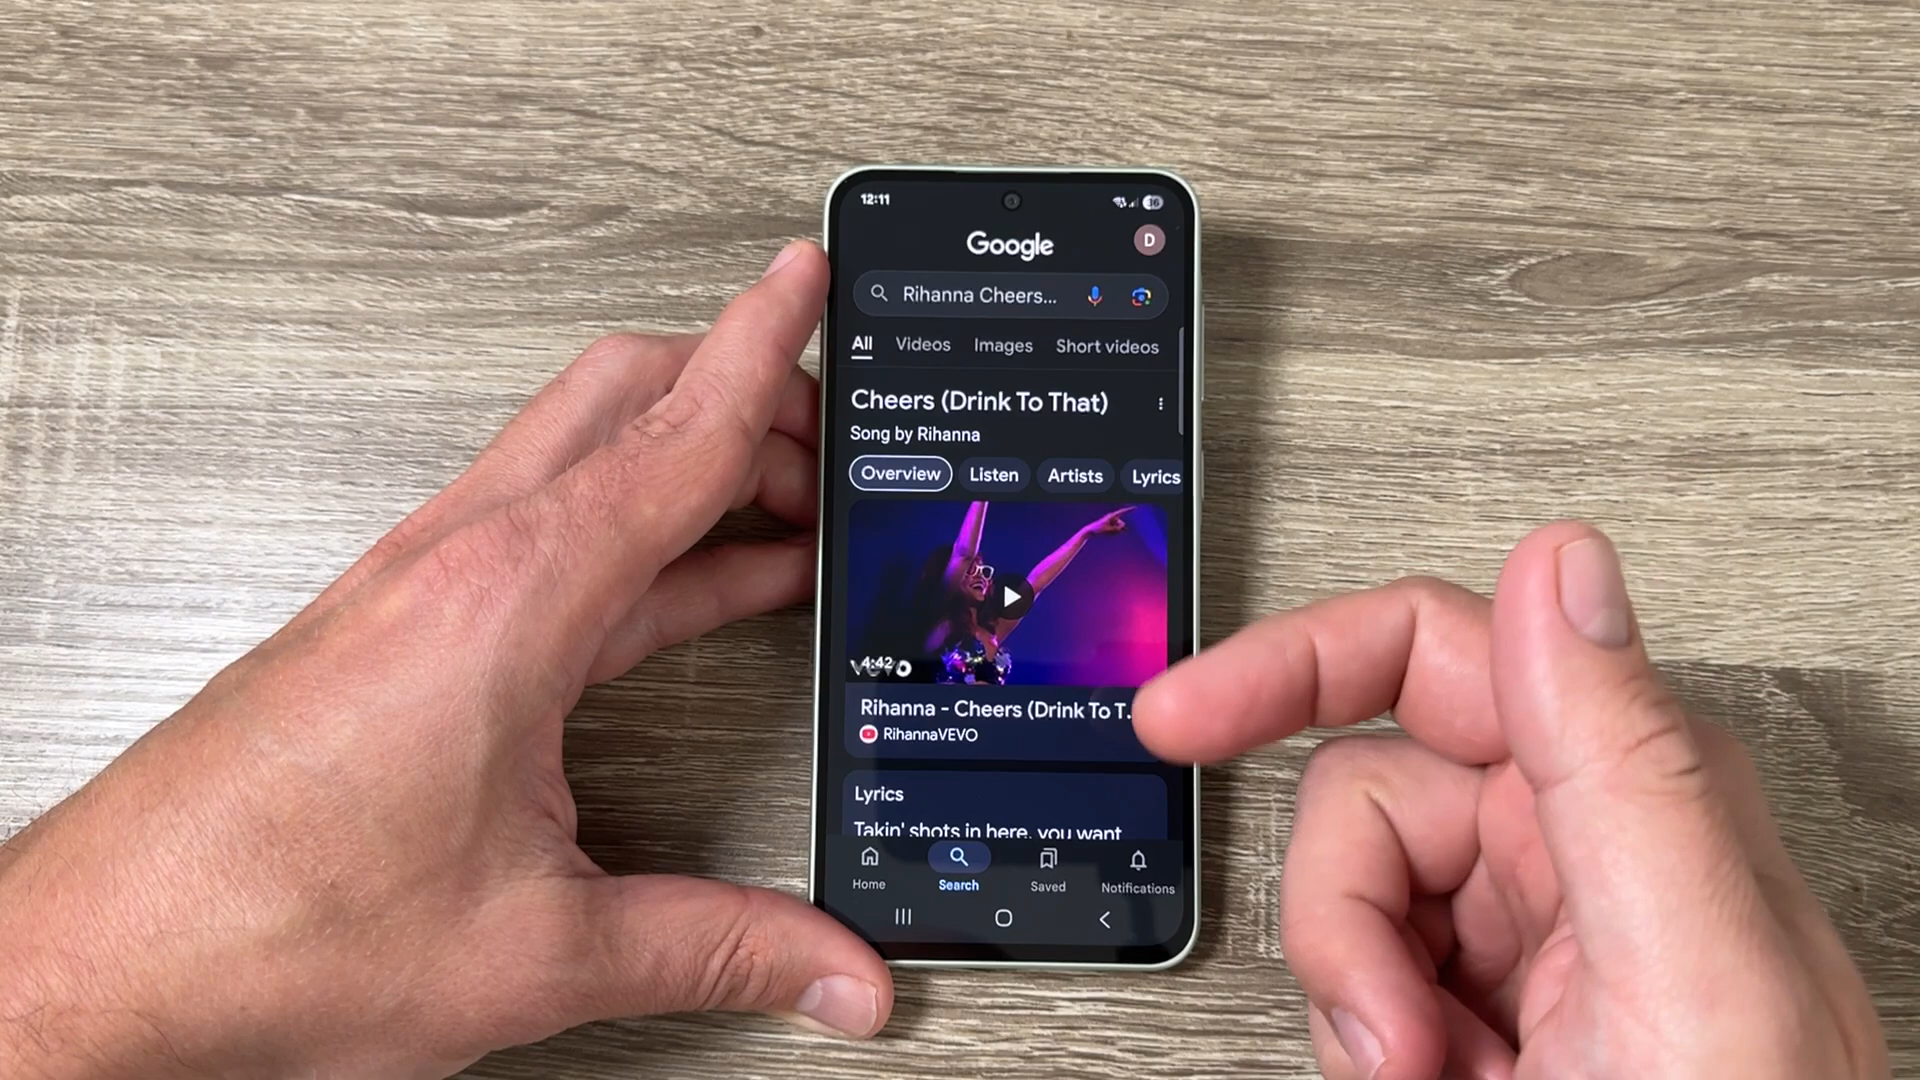 12:11
36
Google
D
Rihanna Cheers...
All Videos Images Short videos
Cheers (Drink To That)
Song by Rihanna
Overview Listen Artists Lyrics
4:42
vevo
Rihanna - Cheers (Drink To T...
RihannaVEVO
Lyrics
Takin' shots in here, you want
Home Search Saved Notifications